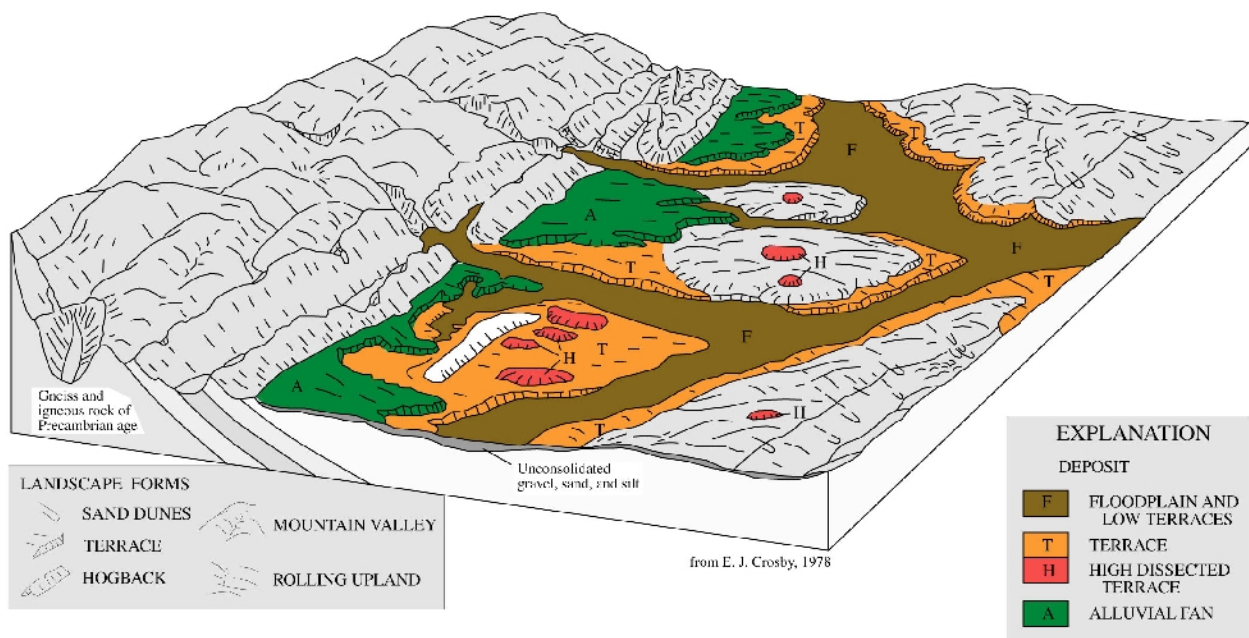 T
T
F
A
F
H
T
T
T
T
H
F
A
H
T
Gneiss and
igneous rock of
Precambrian age
Unconsolidated
gravel, sand, and silt
from E. J. Crosby, 1978
LANDSCAPE FORMS
SAND DUNES
TERRACE
HOGBACK
MOUNTAIN VALLEY
ROLLING UPLAND
EXPLANATION
DEPOSIT
F FLOODPLAIN AND
LOW TERRACES
T TERRACE
H HIGH DISSECTED
TERRACE
A ALLUVIAL FAN